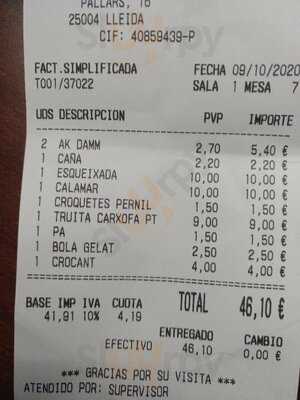 PALLARS, 16
25004 LLEIDA
CIF: 40859439-P
FACT.SIMPLIFICADA FECHA 09/10/2020
T001/37022 SALA 1 MESA 7
UDS DESCRIPCION PVP IMPORTE
2 AK DAMM 2,70 5,40 €
1 CAÑA 2,20 2,20 €
1 ESQUEIXADA 10,00 10,00 €
1 CALAMAR 10,00 10,00 €
1 CROQUETES PERNIL 1,50 1,50 €
1 TRUITA CARXOFA PT 9,00 9,00 €
1 PA 1,50 1,50 €
1 BOLA GELAT 2,50 2,50 €
1 CROCANT 4,00 4,00 €
BASE IMP IVA CUOTA TOTAL 46,10 €
41,91 10% 4,19
ENTREGADO CAMBIO
EFECTIVO 46,10 0,00 €
*** GRACIAS POR SU VISITA ***
ATENDIDO POR: SUPERVISOR